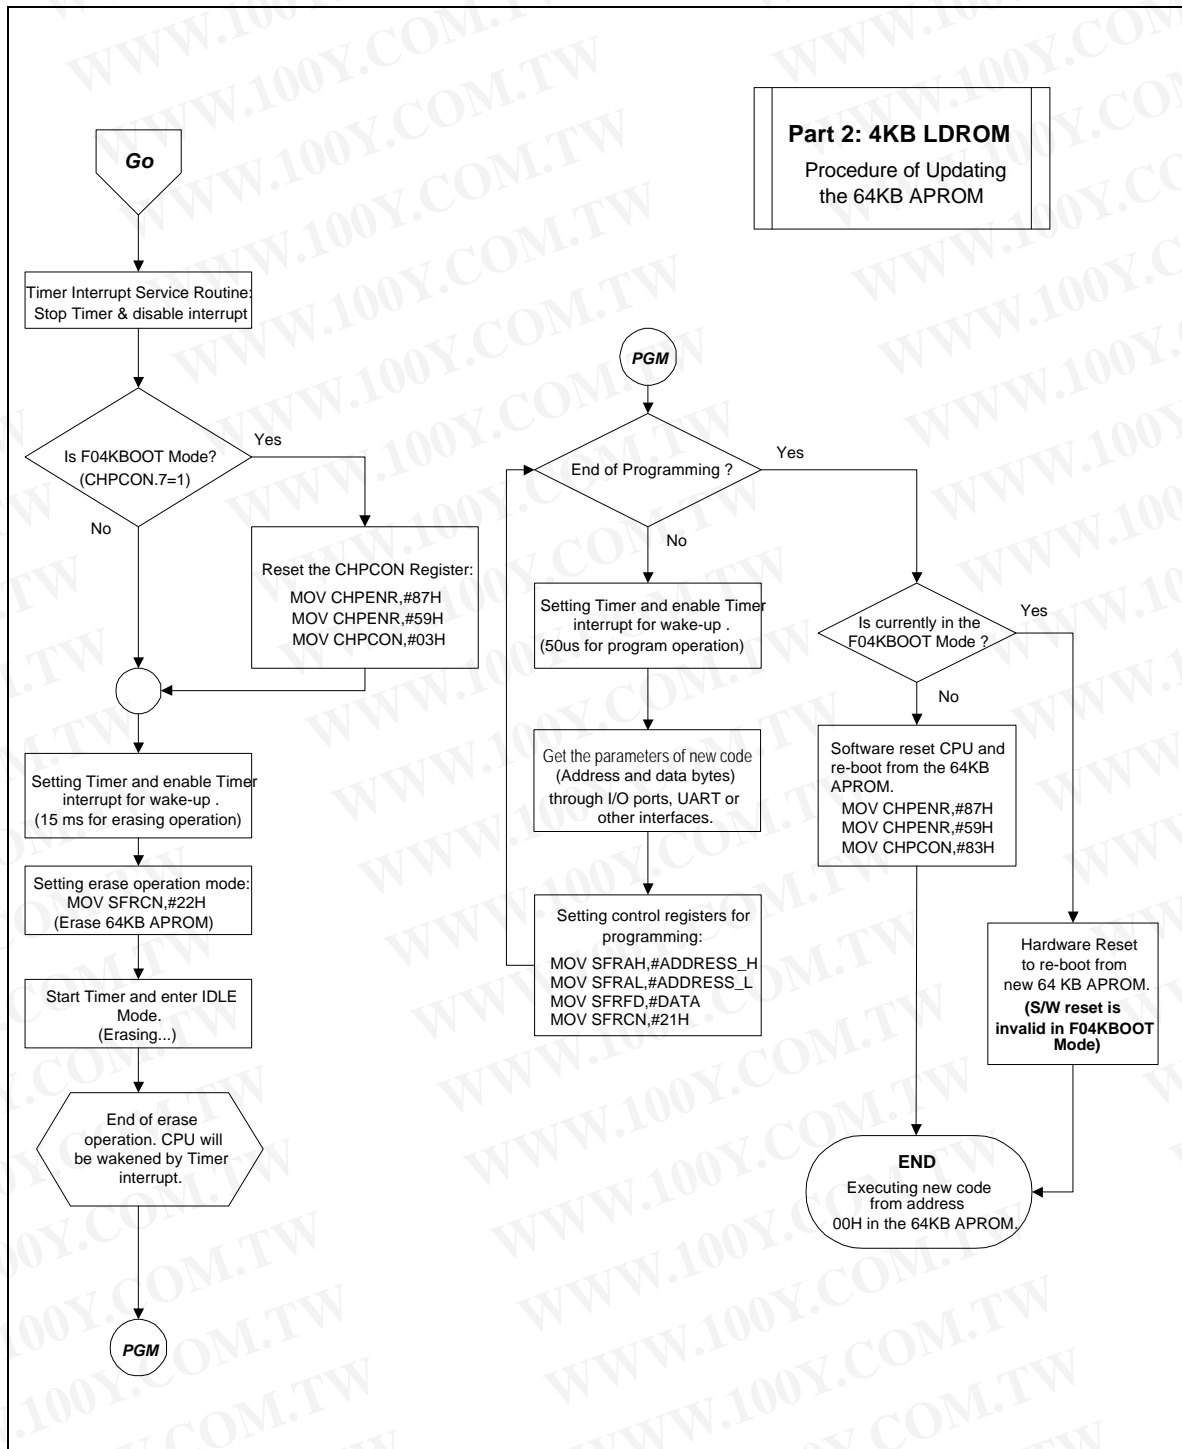 Part 2: 4KB LDROM
Procedure of Updating
the 64KB APROM
Go
Timer Interrupt Service Routine:
Stop Timer & disable interrupt
Is F04KBOOT Mode?
(CHPCON.7=1)
Yes
No
Reset the CHPCON Register:
MOV CHPENR,#87H
MOV CHPENR,#59H
MOV CHPCON,#03H
Setting Timer and enable Timer
interrupt for wake-up .
(15 ms for erasing operation)
Setting erase operation mode:
MOV SFRCN,#22H
(Erase 64KB APROM)
Start Timer and enter IDLE
Mode.
(Erasing...)
End of erase
operation. CPU will
be wakened by Timer
interrupt.
PGM
PGM
End of Programming ?
Yes
No
Setting Timer and enable Timer
interrupt for wake-up .
(50us for program operation)
Get the parameters of new code
(Address and data bytes)
through I/O ports, UART or
other interfaces.
Setting control registers for
programming:
MOV SFRAH,#ADDRESS_H
MOV SFRAL,#ADDRESS_L
MOV SFRFD,#DATA
MOV SFRCN,#21H
Is currently in the
F04KBOOT Mode ?
Yes
No
Software reset CPU and
re-boot from the 64KB
APROM.
MOV CHPENR,#87H
MOV CHPENR,#59H
MOV CHPCON,#83H
Hardware Reset
to re-boot from
new 64 KB APROM.
(S/W reset is
invalid in F04KBOOT
Mode)
END
Executing new code
from address
00H in the 64KB APROM.
WWW.100Y.COM.TW